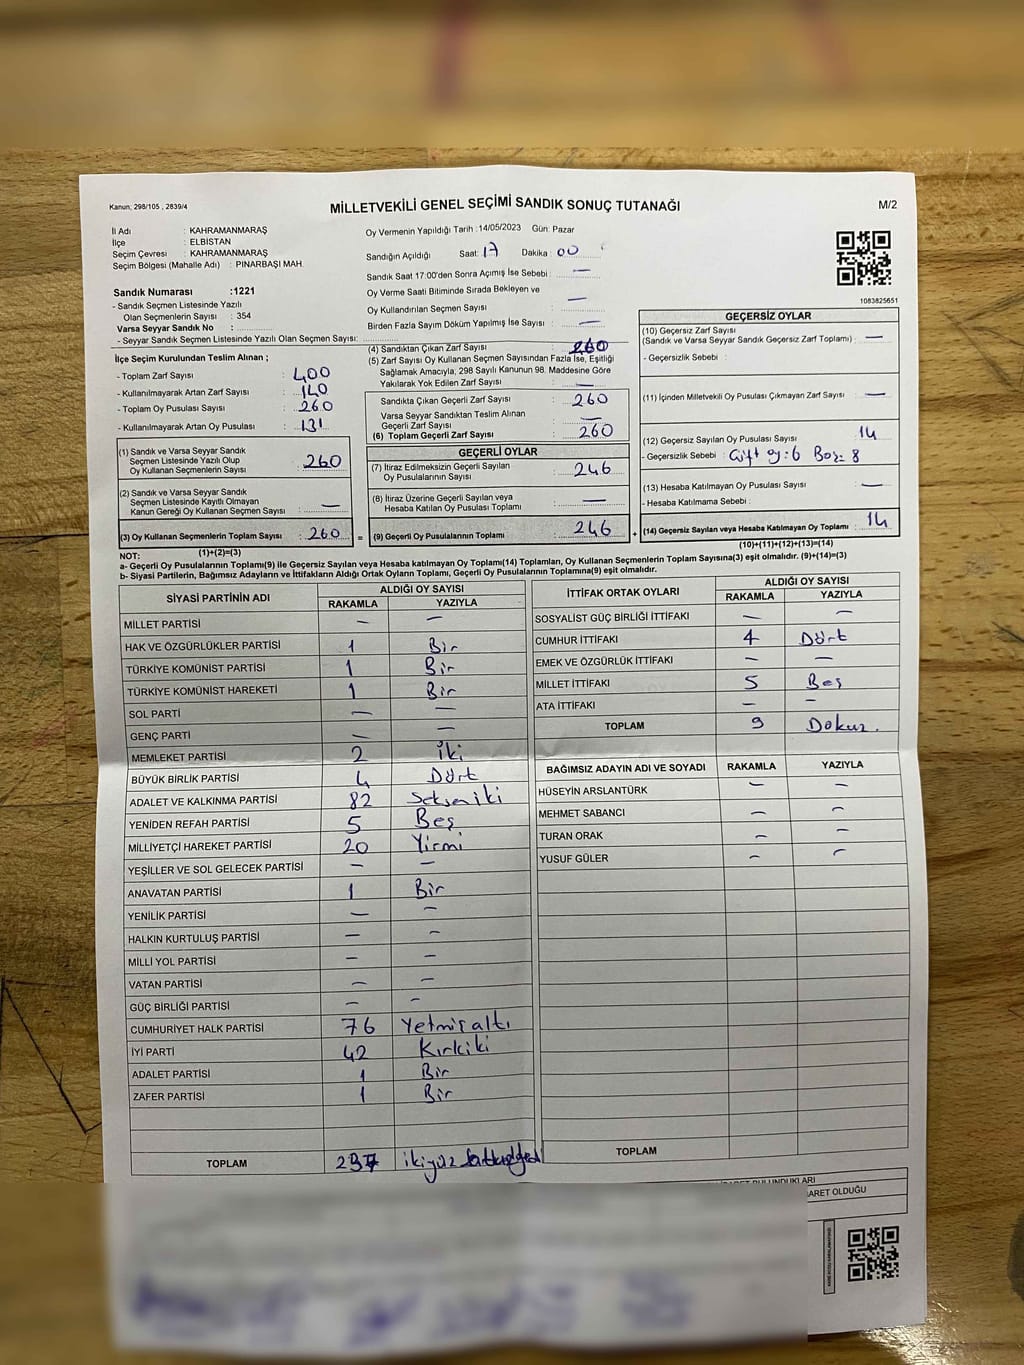 Kanun, 298/105 , 2839/4
MİLLETVEKİLİ GENEL SEÇİMİ SANDIK SONUÇ TUTANAĞI
M/2
İl Adı : KAHRAMANMARAŞ
İlçe : ELBİSTAN
Seçim Çevresi : KAHRAMANMARAŞ
Seçim Bölgesi (Mahalle Adı) : PINARBAŞI MAH.
Sandık Numarası :1221
- Sandık Seçmen Listesinde Yazılı
Olan Seçmenlerin Sayısı : 354
Varsa Seyyar Sandık No :
- Seyyar Sandık Seçmen Listesinde Yazılı Olan Seçmen Sayısı:
Oy Vermenin Yapıldığı Tarih :14/05/2023 Gün: Pazar
Sandığın Açıldığı Saat: 17 Dakika : 00
Sandık Saat 17:00'den Sonra Açımış İse Sebebi : —
Oy Verme Saati Bitiminde Sırada Bekleyen ve
Oy Kullandırılan Seçmen Sayısı : —
Birden Fazla Sayım Döküm Yapılmış İse Sayısı : —
1083825651
İlçe Seçim Kurulundan Teslim Alınan ;
- Toplam Zarf Sayısı : 400
- Kullanılmayarak Artan Zarf Sayısı : 140
- Toplam Oy Pusulası Sayısı : 260
- Kullanılmayarak Artan Oy Pusulası : 131
(1) Sandık ve Varsa Seyyar Sandık
Seçmen Listesinde Yazılı Olup
Oy Kullanan Seçmenlerin Sayısı : 260
(2) Sandık ve Varsa Seyyar Sandık
Seçmen Listesinde Kayıtlı Olmayan
Kanun Gereği Oy Kullanan Seçmen Sayısı : —
(3) Oy Kullanan Seçmenlerin Toplam Sayısı : 260 =
(1)+(2)=(3)
(4) Sandıktan Çıkan Zarf Sayısı : 260
(5) Zarf Sayısı Oy Kullanan Seçmen Sayısından Fazla İse, Eşitliği
Sağlamak Amacıyla, 298 Sayılı Kanunun 98. Maddesine Göre
Yakılarak Yok Edilen Zarf Sayısı : —
Sandıkta Çıkan Geçerli Zarf Sayısı : 260
Varsa Seyyar Sandıktan Teslim Alınan
Geçerli Zarf Sayısı : —
(6) Toplam Geçerli Zarf Sayısı : 260
GEÇERLİ OYLAR
(7) İtiraz Edilmeksizin Geçerli Sayılan
Oy Pusulalarının Sayısı : 246
(8) İtiraz Üzerine Geçerli Sayılan veya
Hesaba Katılan Oy Pusulası Toplamı : —
(9) Geçerli Oy Pusulalarının Toplamı : 246 +
GEÇERSİZ OYLAR
(10) Geçersiz Zarf Sayısı
(Sandık ve Varsa Seyyar Sandık Geçersiz Zarf Toplamı) : —
- Geçersizlik Sebebi :
(11) İçinden Milletvekili Oy Pusulası Çıkmayan Zarf Sayısı : —
(12) Geçersiz Sayılan Oy Pusulası Sayısı : 14
- Geçersizlik Sebebi : Çift oy: 6 Boş: 8
(13) Hesaba Katılmayan Oy Pusulası Sayısı : —
- Hesaba Katılmama Sebebi :
(14) Geçersiz Sayılan veya Hesaba Katılmayan Oy Toplamı : 14
(10)+(11)+(12)+(13)=(14)
NOT:
a- Geçerli Oy Pusulalarının Toplamı(9) ile Geçersiz Sayılan veya Hesaba katılmayan Oy Toplamı(14) Toplamları, Oy Kullanan Seçmenlerin Toplam Sayısına(3) eşit olmalıdır. (9)+(14)=(3)
b- Siyasi Partilerin, Bağımsız Adayların ve İttifakların Aldığı Ortak Oyların Toplamı, Geçerli Oy Pusulalarının Toplamına(9) eşit olmalıdır.
SİYASİ PARTİNİN ADI ALDIĞI OY SAYISI
RAKAMLA YAZIYLA
MİLLET PARTİSİ — —
HAK VE ÖZGÜRLÜKLER PARTİSİ 1 Bir
TÜRKİYE KOMÜNİST PARTİSİ 1 Bir
TÜRKİYE KOMÜNİST HAREKETİ 1 Bir
SOL PARTİ — —
GENÇ PARTİ — —
MEMLEKET PARTİSİ 2 İki
BÜYÜK BİRLİK PARTİSİ 4 Dört
ADALET VE KALKINMA PARTİSİ 82 Seksen iki
YENİDEN REFAH PARTİSİ 5 Beş
MİLLİYETÇİ HAREKET PARTİSİ 20 Yirmi
YEŞİLLER VE SOL GELECEK PARTİSİ — —
ANAVATAN PARTİSİ 1 Bir
YENİLİK PARTİSİ — —
HALKIN KURTULUŞ PARTİSİ — —
MİLLİ YOL PARTİSİ — —
VATAN PARTİSİ — —
GÜÇ BİRLİĞİ PARTİSİ — —
CUMHURİYET HALK PARTİSİ 76 Yetmiş altı
İYİ PARTİ 42 Kırk iki
ADALET PARTİSİ 1 Bir
ZAFER PARTİSİ 1 Bir
TOPLAM 237 ikiyüz
İTTİFAK ORTAK OYLARI ALDIĞI OY SAYISI
RAKAMLA YAZIYLA
SOSYALİST GÜÇ BİRLİĞİ İTTİFAKI — —
CUMHUR İTTİFAKI 4 Dört
EMEK VE ÖZGÜRLÜK İTTİFAKI — —
MİLLET İTTİFAKI 5 Beş
ATA İTTİFAKI — —
TOPLAM 9 Dokuz.
BAĞIMSIZ ADAYIN ADI VE SOYADI RAKAMLA YAZIYLA
HÜSEYİN ARSLANTÜRK — —
MEHMET SABANCI — —
TURAN ORAK — —
YUSUF GÜLER — —
TOPLAM
ARET OLDUĞU